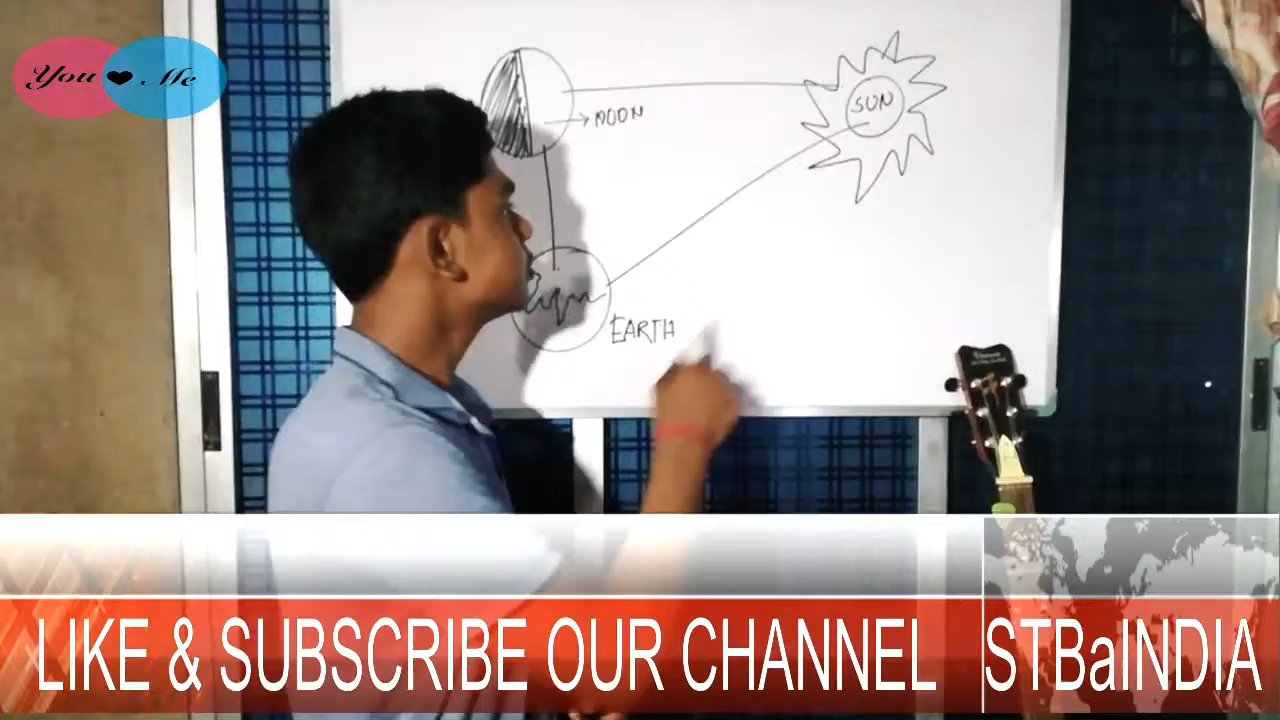 You ❤ Me
SUN
MOON
EARTH
LIKE & SUBSCRIBE OUR CHANNEL
STBaINDIA